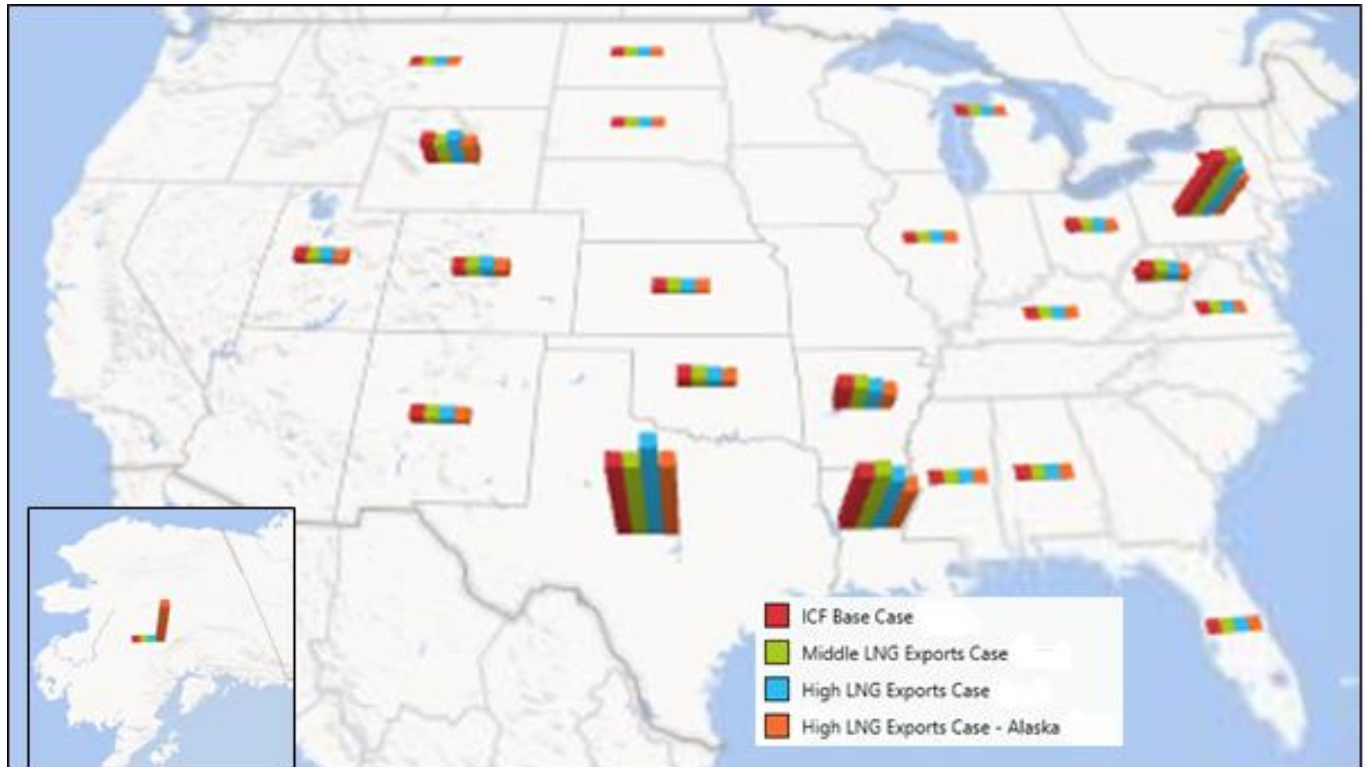 ICF Base Case
Middle LNG Exports Case
High LNG Exports Case
High LNG Exports Case - Alaska